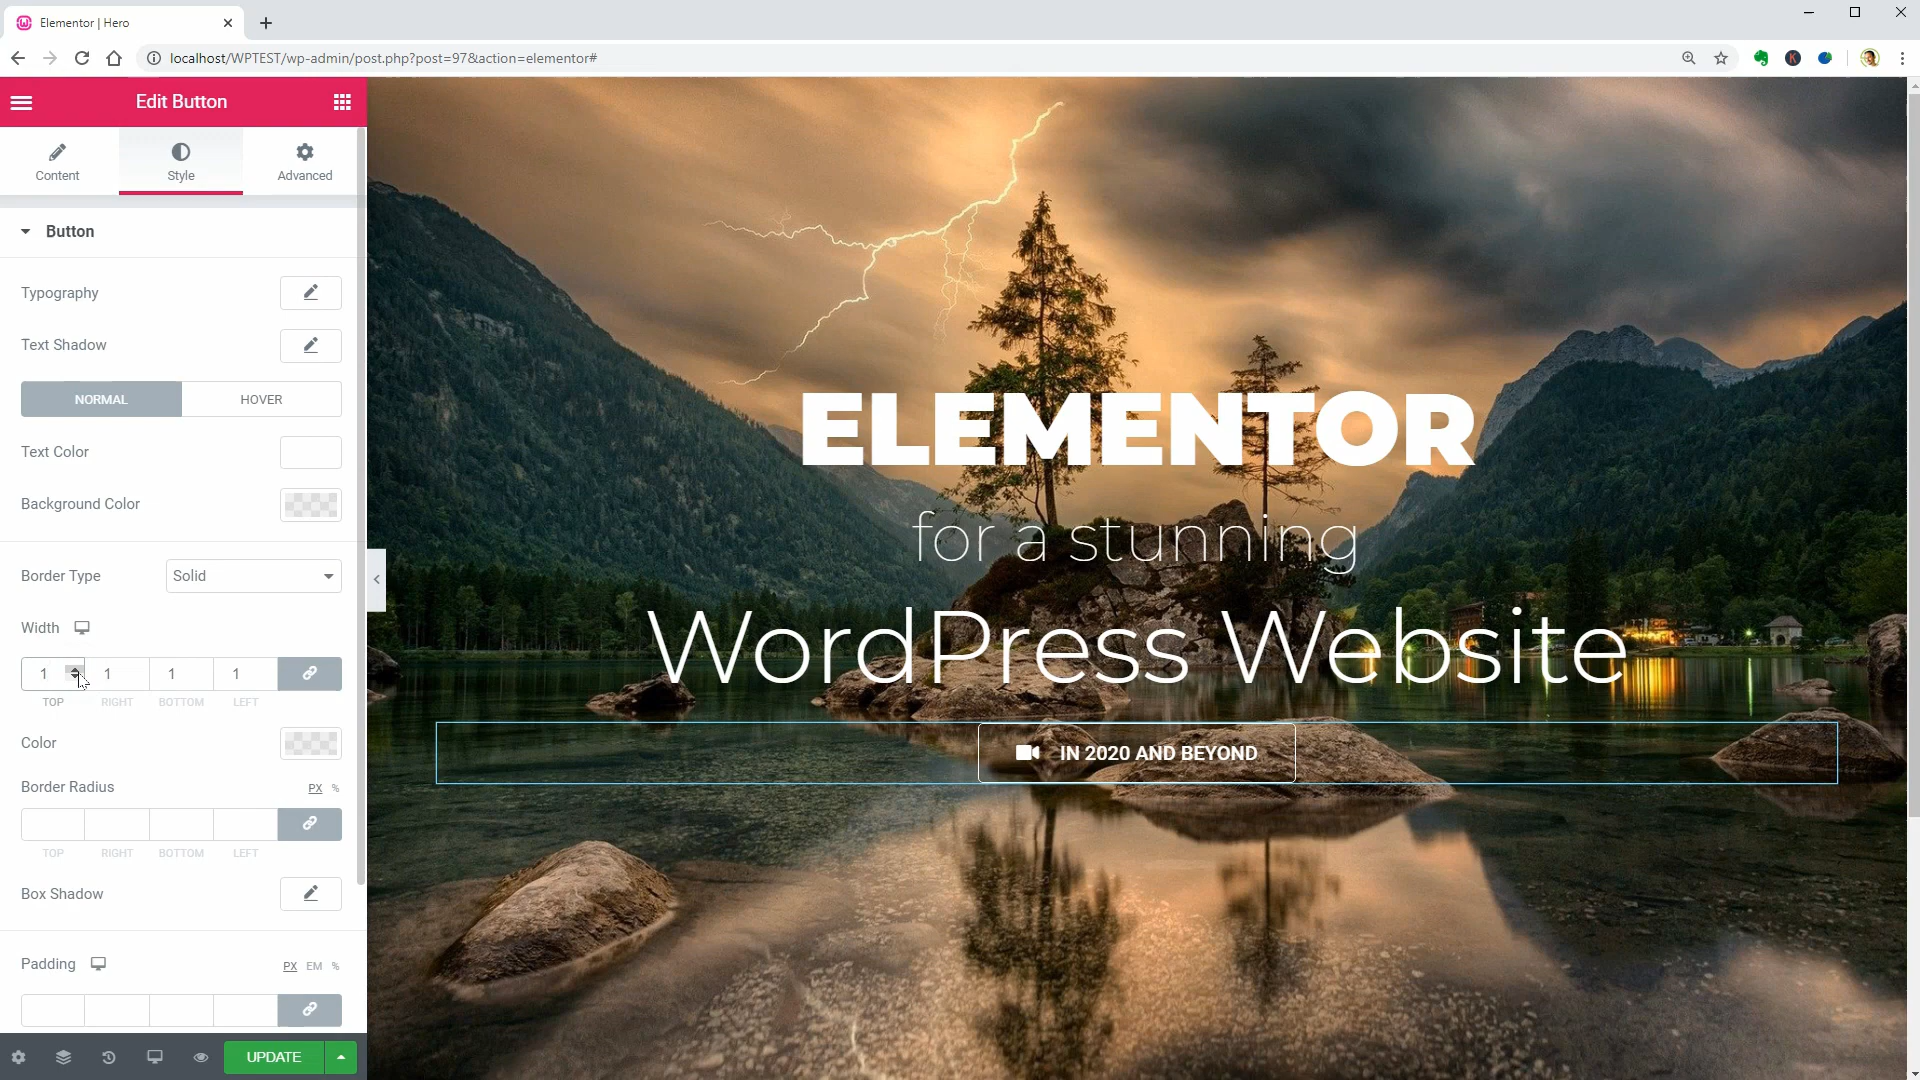 Elementor | Hero
localhost/WPTEST/wp-admin/post.php?post=97&action=elementor#
K
Edit Button
Content
Style
Advanced
Button
Typography
Text Shadow
NORMAL
HOVER
Text Color
Background Color
Border Type
Solid
Width
1 1 1 1
TOP RIGHT BOTTOM LEFT
Color
Border Radius
PX %
TOP RIGHT BOTTOM LEFT
Box Shadow
Padding
PX EM %
UPDATE
ELEMENTOR
for a stunning
WordPress Website
IN 2020 AND BEYOND